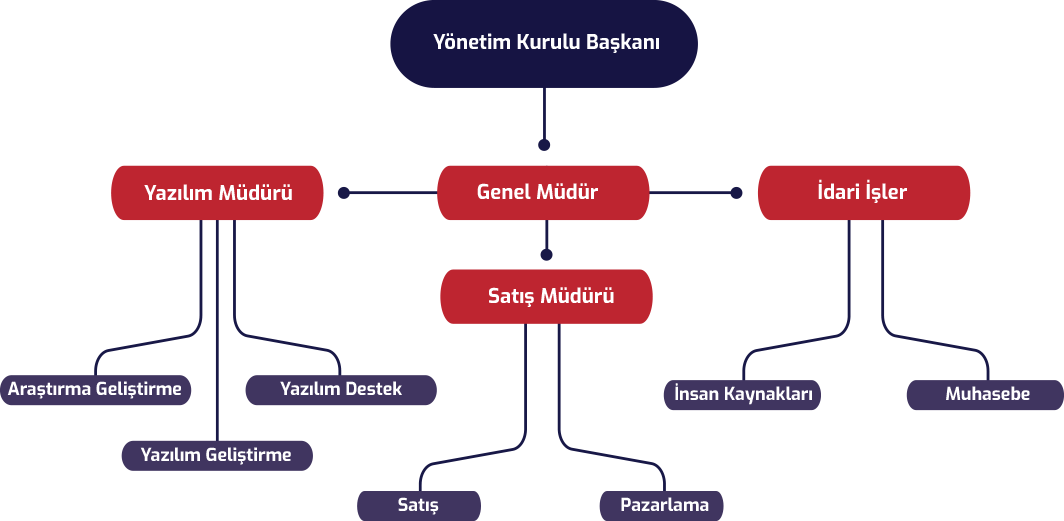 Yönetim Kurulu Başkanı
Yazılım Müdürü
Genel Müdür
İdari İşler
Satış Müdürü
Araştırma Geliştirme
Yazılım Destek
İnsan Kaynakları
Muhasebe
Yazılım Geliştirme
Satış
Pazarlama